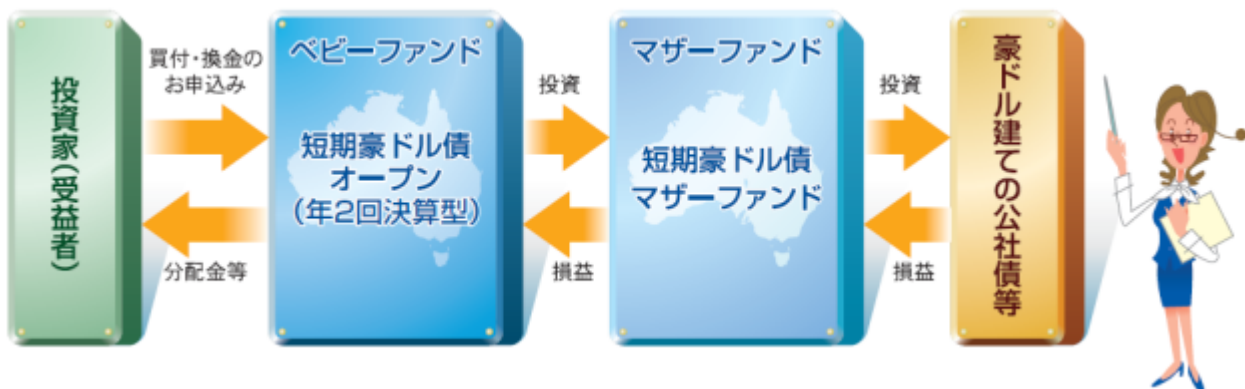 投資家(受益者)
買付・換金の
お申込み
分配金等
ベビーファンド
短期豪ドル債
オープン
(年2回決算型)
投資
損益
マザーファンド
短期豪ドル債
マザーファンド
投資
損益
豪ドル建ての公社債等